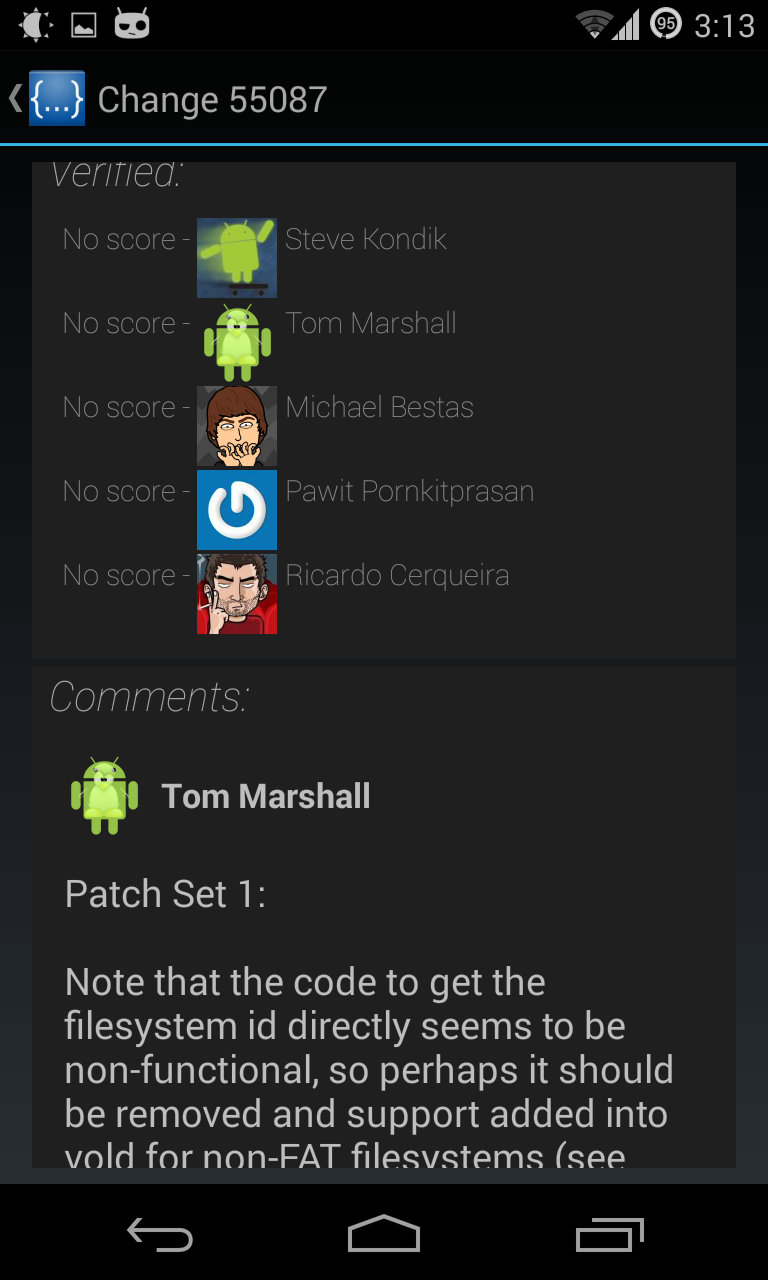 95 3:13
{...} Change 55087
Verified:
No score - Steve Kondik
No score - Tom Marshall
No score - Michael Bestas
No score - Pawit Pornkitprasan
No score - Ricardo Cerqueira
Comments:
Tom Marshall
Patch Set 1:
Note that the code to get the
filesystem id directly seems to be
non-functional, so perhaps it should
be removed and support added into
vold for non-FAT filesystems (see